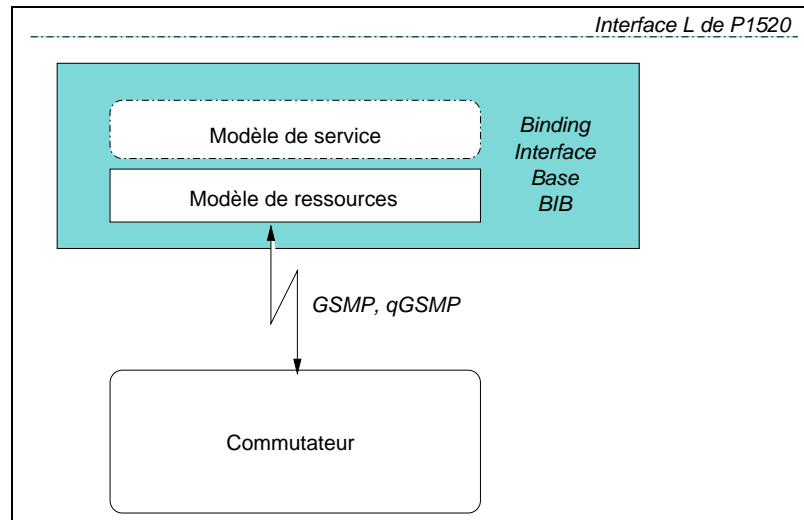 Interface L de P1520
Modèle de service
Modèle de ressources
Binding
Interface
Base
BIB
GSMP, qGSMP
Commutateur